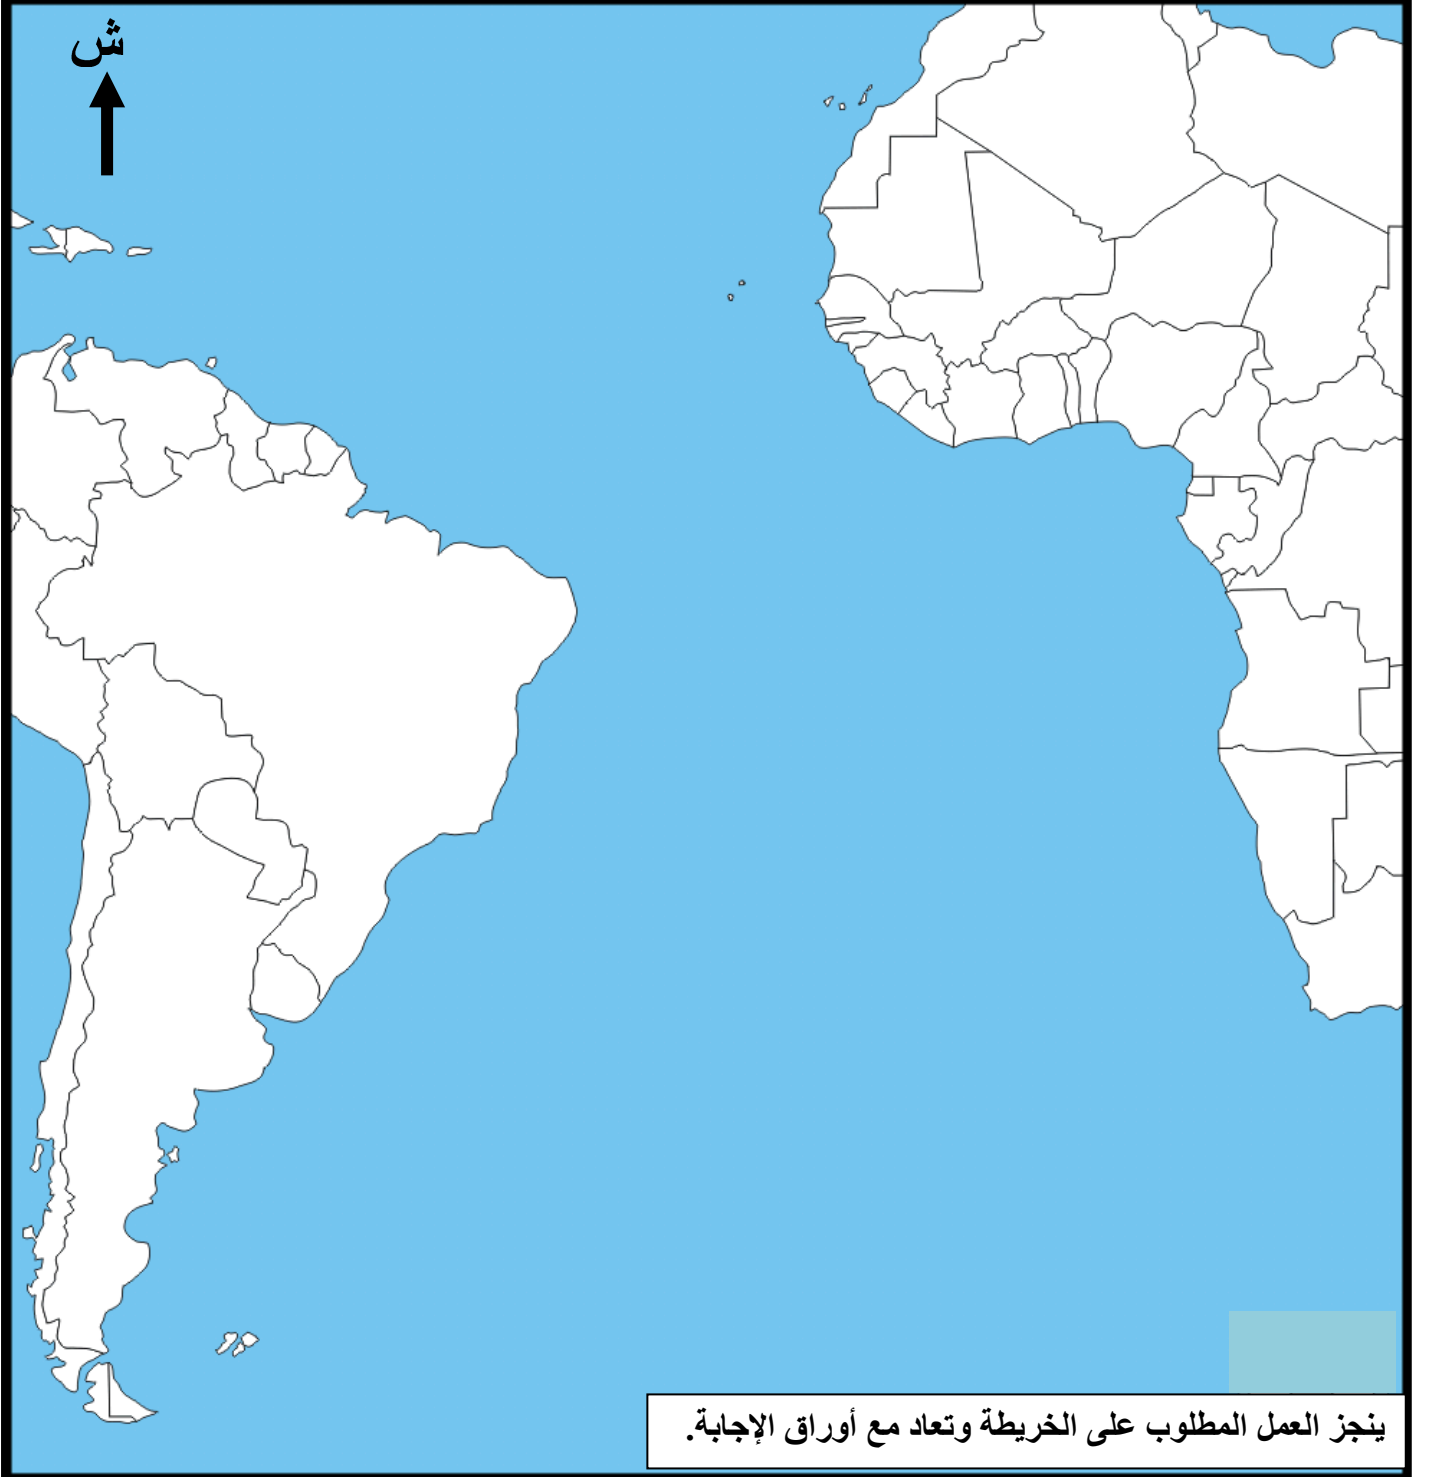 ش
ينجز العمل المطلوب على الخريطة وتعاد مع أوراق الإجابة.